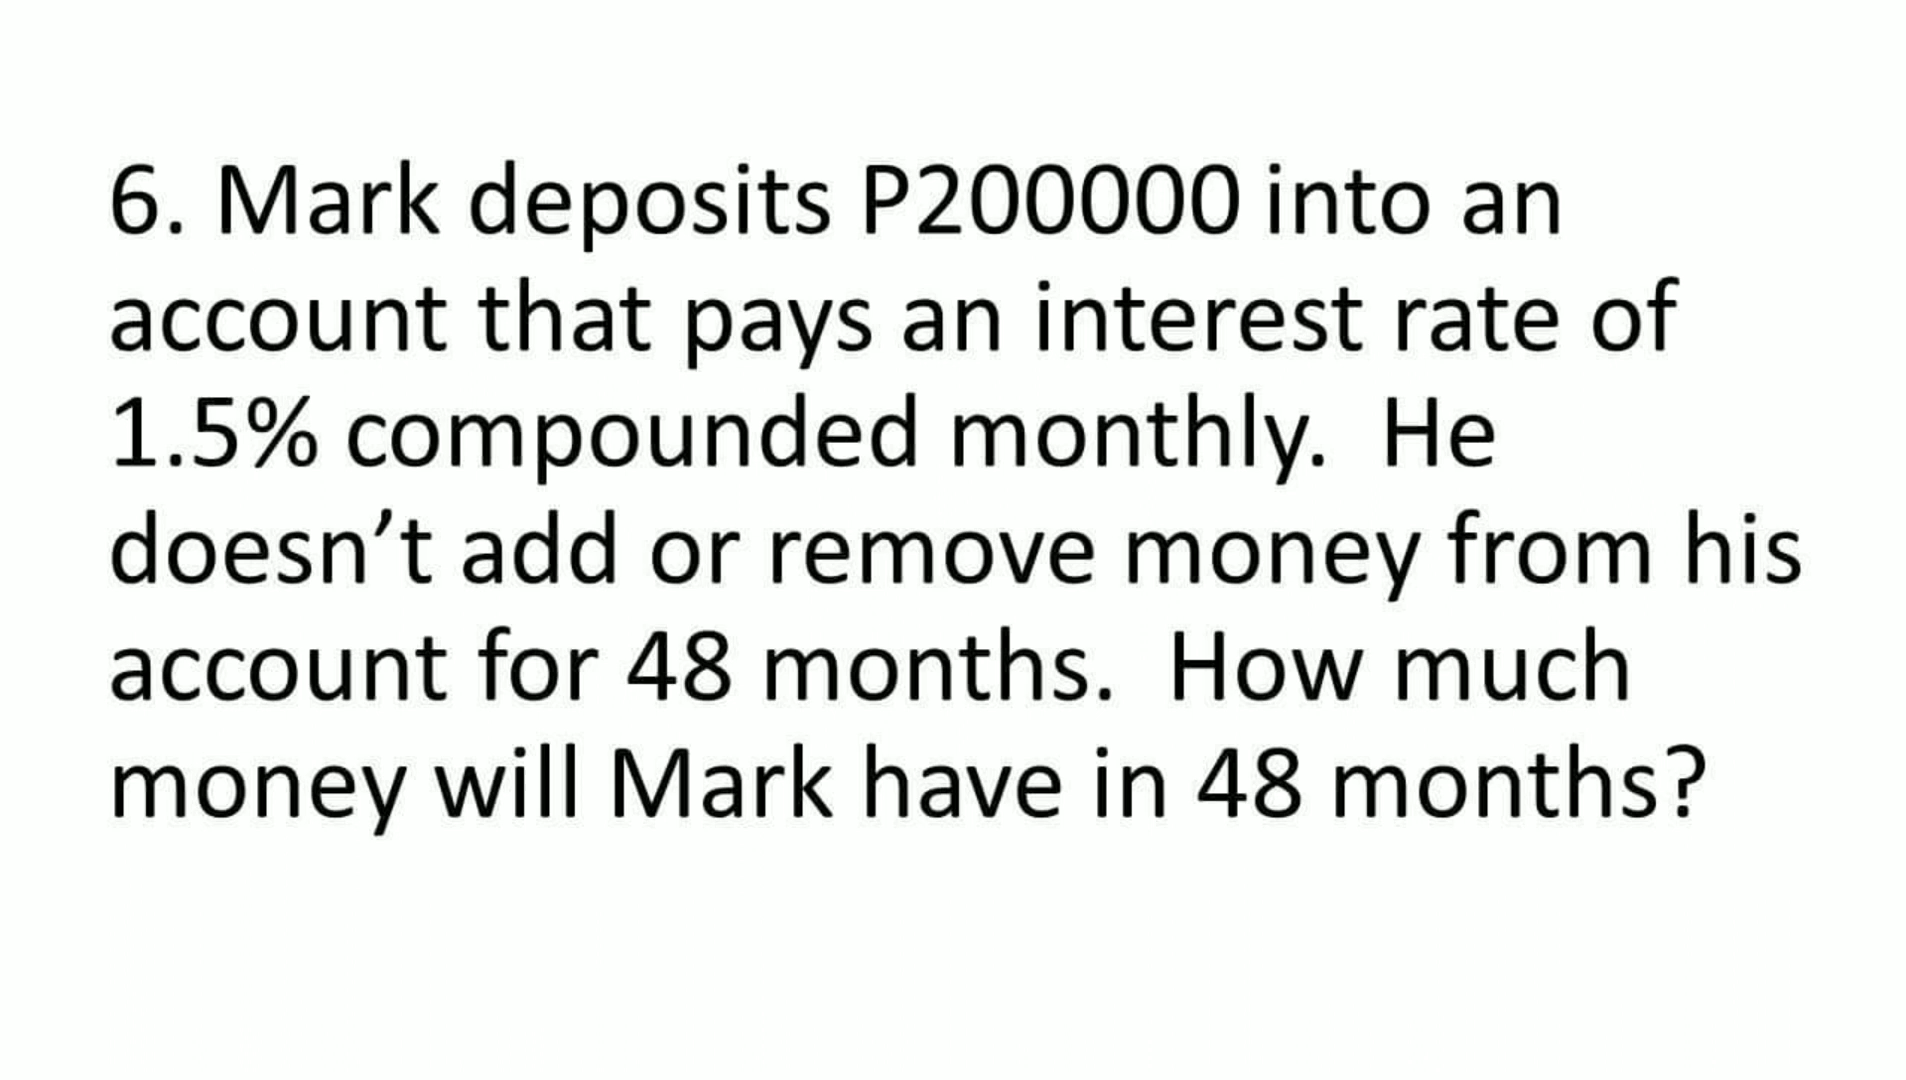 6. Mark deposits P200000 into an
account that pays an interest rate of
1.5% compounded monthly.  He
doesn’t add or remove money from his
account for 48 months.  How much
money will Mark have in 48 months?